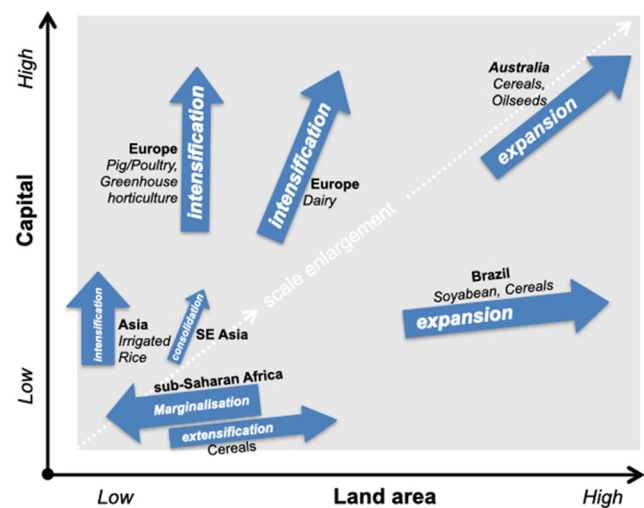 High
Capital
Low
Australia
Cereals,
Oilseeds
expansion
Europe
Pig/Poultry,
Greenhouse
horticulture
intensification
intensification
Europe
Dairy
scale enlargement
Brazil
Soyabean, Cereals
expansion
intensification
Asia
Irrigated
Rice
consolidation
SE Asia
sub-Saharan Africa
Marginalisation
extensification
Cereals
Low
Land area
High